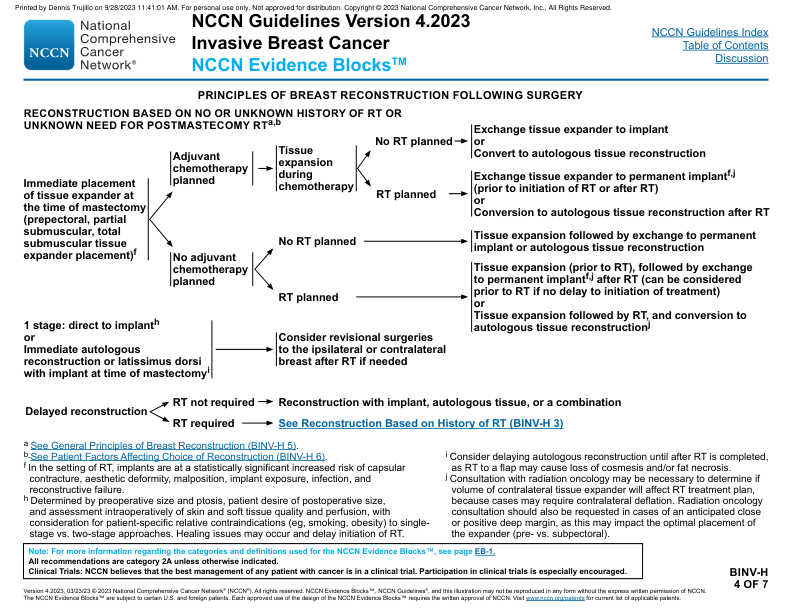 Printed by Dennis Trujillo on 9/28/2023 11:41:01 AM. For personal use only. Not approved for distribution. Copyright © 2023 National Comprehensive Cancer Network, Inc., All Rights Reserved.
NCCN
National
Comprehensive
Cancer
Network®
NCCN Guidelines Version 4.2023
Invasive Breast Cancer
NCCN Evidence Blocks™
NCCN Guidelines Index
Table of Contents
Discussion
PRINCIPLES OF BREAST RECONSTRUCTION FOLLOWING SURGERY
RECONSTRUCTION BASED ON NO OR UNKNOWN HISTORY OF RT OR
UNKNOWN NEED FOR POSTMASTECOMY RTa,b
Immediate placement
of tissue expander at
the time of mastectomy
(prepectoral, partial
submuscular, total
submuscular tissue
expander placement)f
Adjuvant
chemotherapy
planned
Tissue
expansion
during
chemotherapy
No RT planned
Exchange tissue expander to implant
or
Convert to autologous tissue reconstruction
RT planned
Exchange tissue expander to permanent implantf,j
(prior to initiation of RT or after RT)
or
Conversion to autologous tissue reconstruction after RT
No adjuvant
chemotherapy
planned
No RT planned
Tissue expansion followed by exchange to permanent
implant or autologous tissue reconstruction
RT planned
Tissue expansion (prior to RT), followed by exchange
to permanent implantf,j after RT (can be considered
prior to RT if no delay to initiation of treatment)
or
Tissue expansion followed by RT, and conversion to
autologous tissue reconstructionj
1 stage: direct to implanth
or
Immediate autologous
reconstruction or latissimus dorsi
with implant at time of mastectomyi
Consider revisional surgeries
to the ipsilateral or contralateral
breast after RT if needed
Delayed reconstruction
RT not required
Reconstruction with implant, autologous tissue, or a combination
RT required
See Reconstruction Based on History of RT (BINV-H 3)
a See General Principles of Breast Reconstruction (BINV-H 5).
b See Patient Factors Affecting Choice of Reconstruction (BINV-H 6).
f In the setting of RT, implants are at a statistically significant increased risk of capsular
contracture, aesthetic deformity, malposition, implant exposure, infection, and
reconstructive failure.
h Determined by preoperative size and ptosis, patient desire of postoperative size,
and assessment intraoperatively of skin and soft tissue quality and perfusion, with
consideration for patient-specific relative contraindications (eg, smoking, obesity) to single-
stage vs. two-stage approaches. Healing issues may occur and delay initiation of RT.
i Consider delaying autologous reconstruction until after RT is completed,
as RT to a flap may cause loss of cosmesis and/or fat necrosis.
j Consultation with radiation oncology may be necessary to determine if
volume of contralateral tissue expander will affect RT treatment plan,
because cases may require contralateral deflation. Radiation oncology
consultation should also be requested in cases of an anticipated close
or positive deep margin, as this may impact the optimal placement of
the expander (pre- vs. subpectoral).
Note: For more information regarding the categories and definitions used for the NCCN Evidence Blocks™, see page EB-1.
All recommendations are category 2A unless otherwise indicated.
Clinical Trials: NCCN believes that the best management of any patient with cancer is in a clinical trial. Participation in clinical trials is especially encouraged.
BINV-H
4 OF 7
Version 4.2023, 03/23/23 © 2023 National Comprehensive Cancer Network® (NCCN®), All rights reserved. NCCN Evidence Blocks™, NCCN Guidelines®, and this illustration may not be reproduced in any form without the express written permission of NCCN.
The NCCN Evidence Blocks™ are subject to certain U.S. and foreign patents. Each approved use of the design of the NCCN Evidence Blocks™ requires the written approval of NCCN. Visit www.nccn.org/patents for current list of applicable patents.